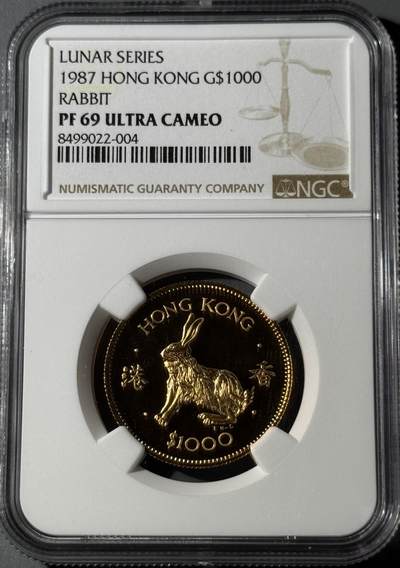 LUNAR SERIES
1987 HONG KONG G$1000
RABBIT
PF 69 ULTRA CAMEO
8499022-004
NUMISMATIC GUARANTY COMPANY NGC®
HONG KONG
港 香
$1000